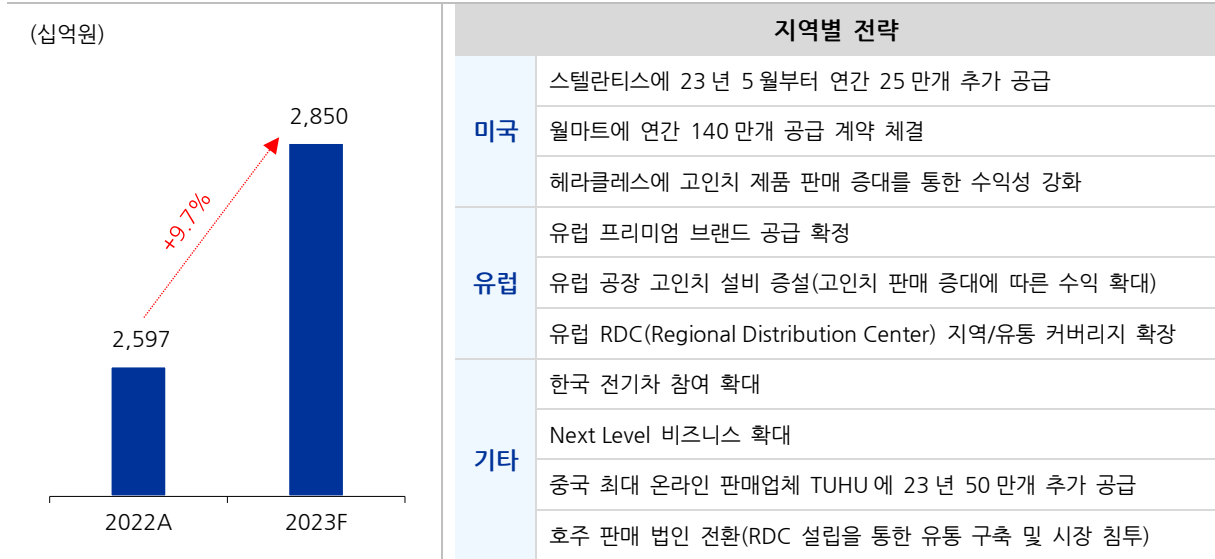 (십억원)
2,850
+9.7%
2,597
2022A 2023F
지역별 전략
미국
스텔란티스에 23년 5월부터 연간 25만개 추가 공급
월마트에 연간 140만개 공급 계약 체결
헤라클레스에 고인치 제품 판매 증대를 통한 수익성 강화
유럽
유럽 프리미엄 브랜드 공급 확정
유럽 공장 고인치 설비 증설(고인치 판매 증대에 따른 수익 확대)
유럽 RDC(Regional Distribution Center) 지역/유통 커버리지 확장
기타
한국 전기차 참여 확대
Next Level 비즈니스 확대
중국 최대 온라인 판매업체 TUHU에 23년 50만개 추가 공급
호주 판매 법인 전환(RDC 설립을 통한 유통 구축 및 시장 침투)